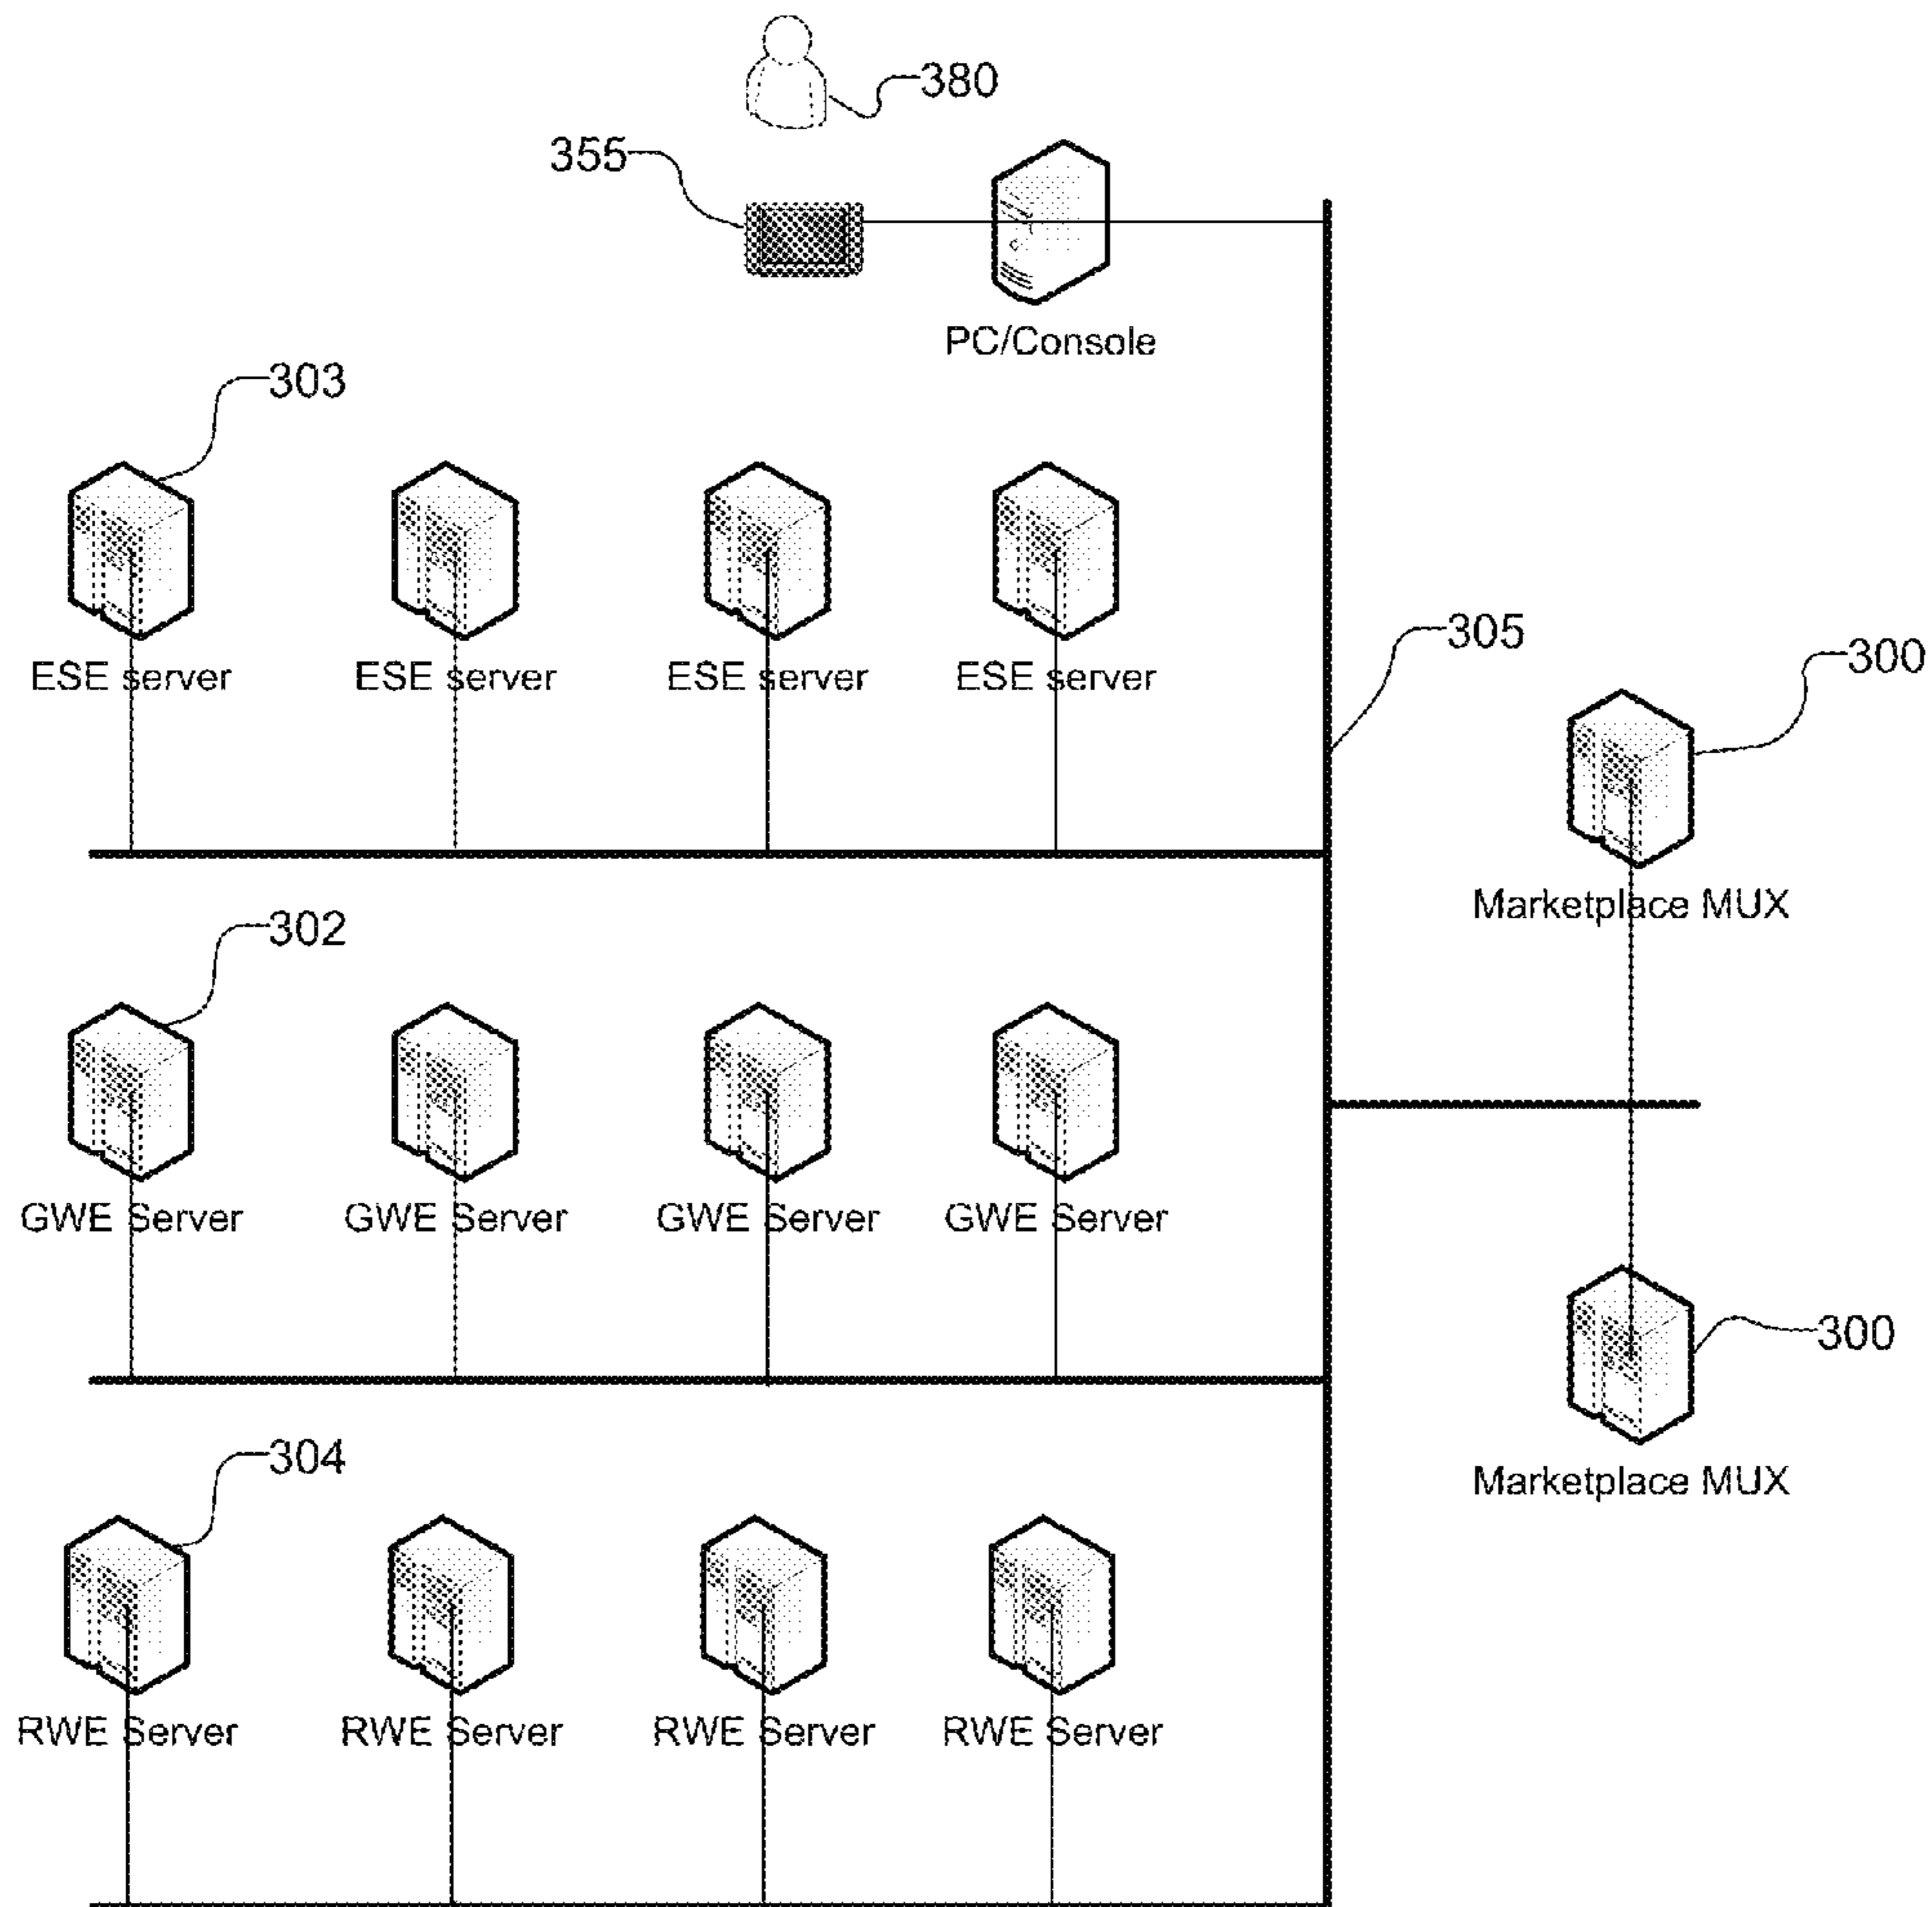 380
355
PC/Console
303
ESE server ESE server ESE server ESE server
305
300
Marketplace MUX
302
GWE Server GWE Server GWE Server GWE Server
300
304
Marketplace MUX
RWE Server RWE Server RWE Server RWE Server